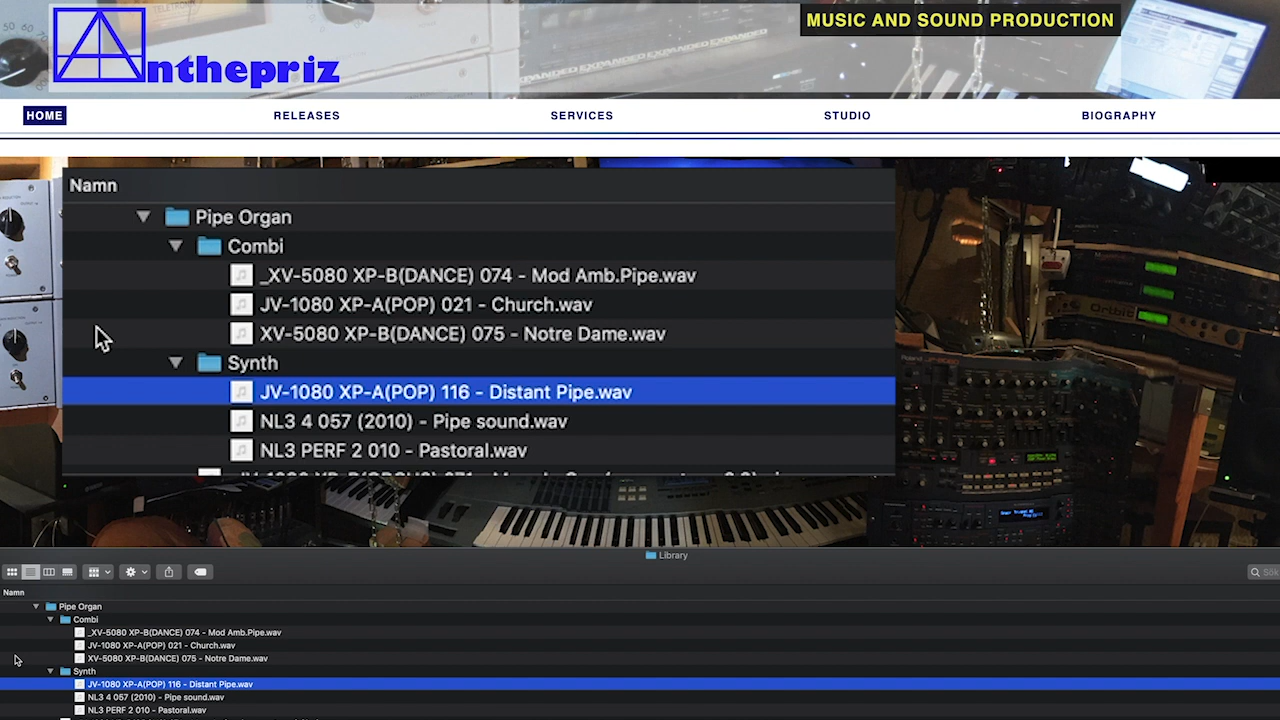 MUSIC AND SOUND PRODUCTION
Anthepriz
HOME
RELEASES
SERVICES
STUDIO
BIOGRAPHY
Namn
Pipe Organ
Combi
_XV-5080 XP-B(DANCE) 074 - Mod Amb.Pipe.wav
JV-1080 XP-A(POP) 021 - Church.wav
XV-5080 XP-B(DANCE) 075 - Notre Dame.wav
Synth
JV-1080 XP-A(POP) 116 - Distant Pipe.wav
NL3 4 057 (2010) - Pipe sound.wav
NL3 PERF 2 010 - Pastoral.wav
Orbit
Roland
Library
Sök
Namn
Pipe Organ
Combi
_XV-5080 XP-B(DANCE) 074 - Mod Amb.Pipe.wav
JV-1080 XP-A(POP) 021 - Church.wav
XV-5080 XP-B(DANCE) 075 - Notre Dame.wav
Synth
JV-1080 XP-A(POP) 116 - Distant Pipe.wav
NL3 4 057 (2010) - Pipe sound.wav
NL3 PERF 2 010 - Pastoral.wav